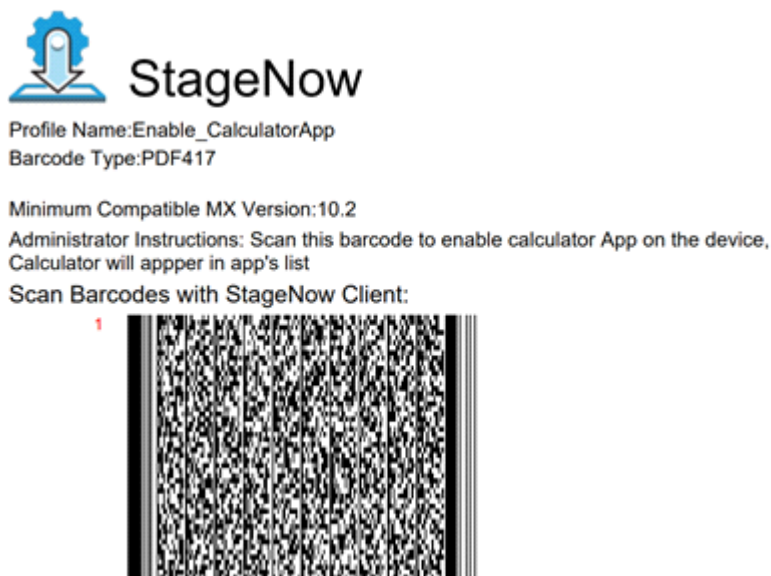 StageNow
Profile Name:Enable_CalculatorApp
Barcode Type:PDF417
Minimum Compatible MX Version:10.2
Administrator Instructions: Scan this barcode to enable calculator App on the device,
Calculator will appper in app's list
Scan Barcodes with StageNow Client:
1